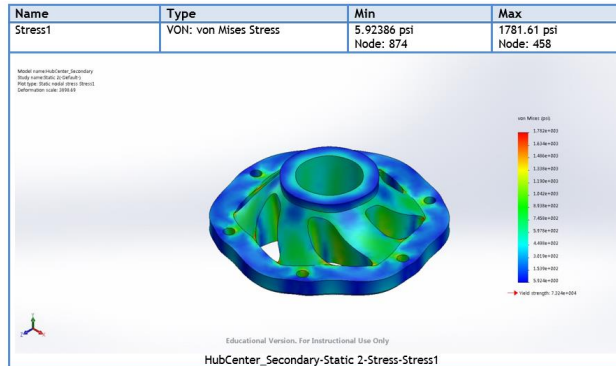 Name Type Min Max
Stress1 VON: von Mises Stress 5.92386 psi 1781.61 psi
Node: 874 Node: 458
Model name:HubCenter_Secondary
Study name:Static 2(-Default-)
Plot type: Static nodal stress Stress1
Deformation scale:
von Mises (psi)
1.782e+003
1.634e+003
1.486e+003
1.338e+003
1.190e+003
1.042e+003
8.938e+002
7.458e+002
5.978e+002
4.498e+002
3.019e+002
1.539e+002
5.924e+000
Yield strength: 7.324e+004
Educational Version. For Instructional Use Only
HubCenter_Secondary-Static 2-Stress-Stress1